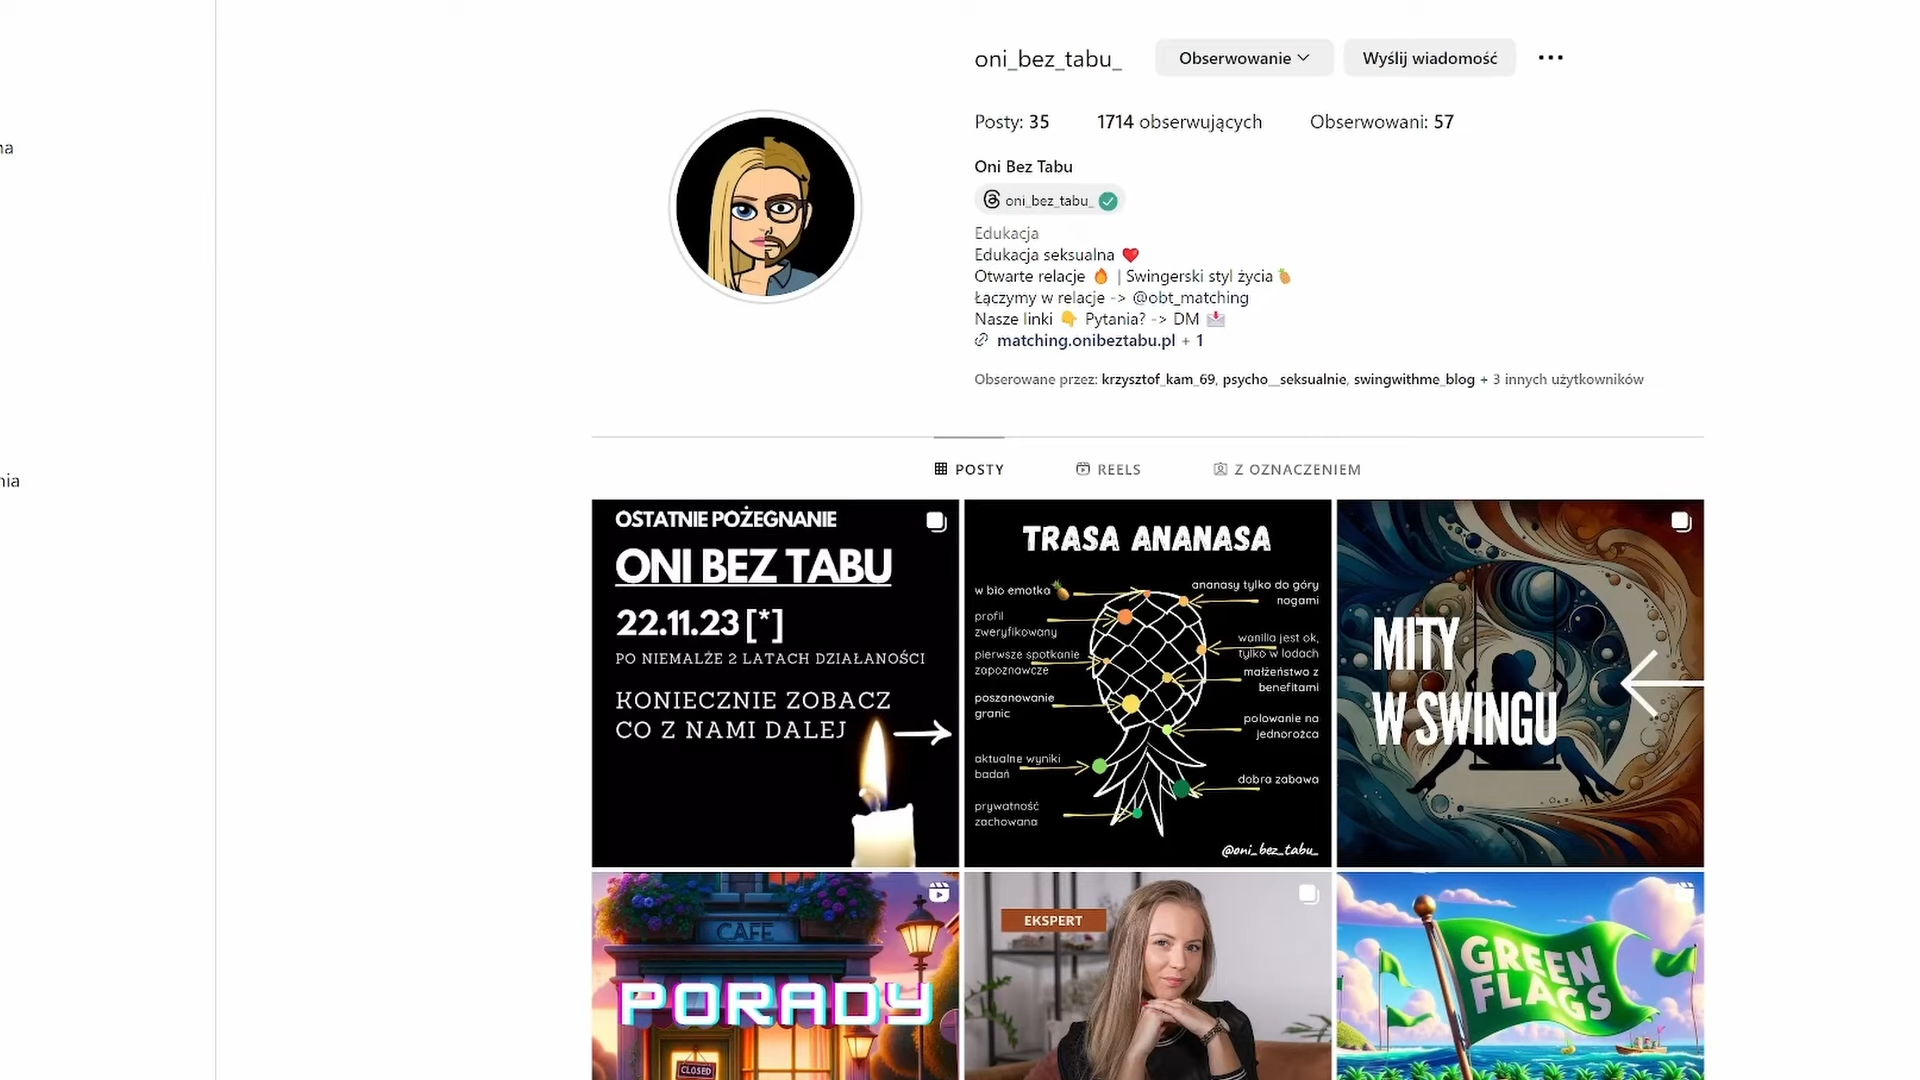 oni_bez_tabu_ Obserwowanie Wyślij wiadomość
na
Posty: 35 1714 obserwujących Obserwowani: 57
Oni Bez Tabu
oni_bez_tabu_
Edukacja
Edukacja seksualna ❤️
Otwarte relacje 🔥 | Swingerski styl życia🍍
Łączymy w relacje -> @obt_matching
Nasze linki 👇 Pytania? -> DM 📩
matching.onibeztabu.pl + 1
Obserowane przez: krzysztof_kam_69, psycho__seksualnie, swingwithme_blog + 3 innych użytkowników
nia
POSTY REELS Z OZNACZENIEM
OSTATNIE POŻEGNANIE
ONI BEZ TABU
22.11.23 [*]
PO NIEMALŻE 2 LATACH DZIAŁANOŚCI
KONIECZNIE ZOBACZ
CO Z NAMI DALEJ
TRASA ANANASA
w bio emotka🍍
profil
zweryfikowany
pierwsze spotkanie
zapoznawcze
poszanowanie
granic
aktualne wyniki
badań
prywatność
zachowana
ananasy tylko do góry
nogami
wanilia jest ok,
tylko w lodach
małżeństwo z
benefitami
polowanie na
jednorożca
dobra zabawa
@oni_bez_tabu_
MITY
W SWINGU
CAFE
PORADY
CLOSED
EKSPERT
GREEN
FLAGS